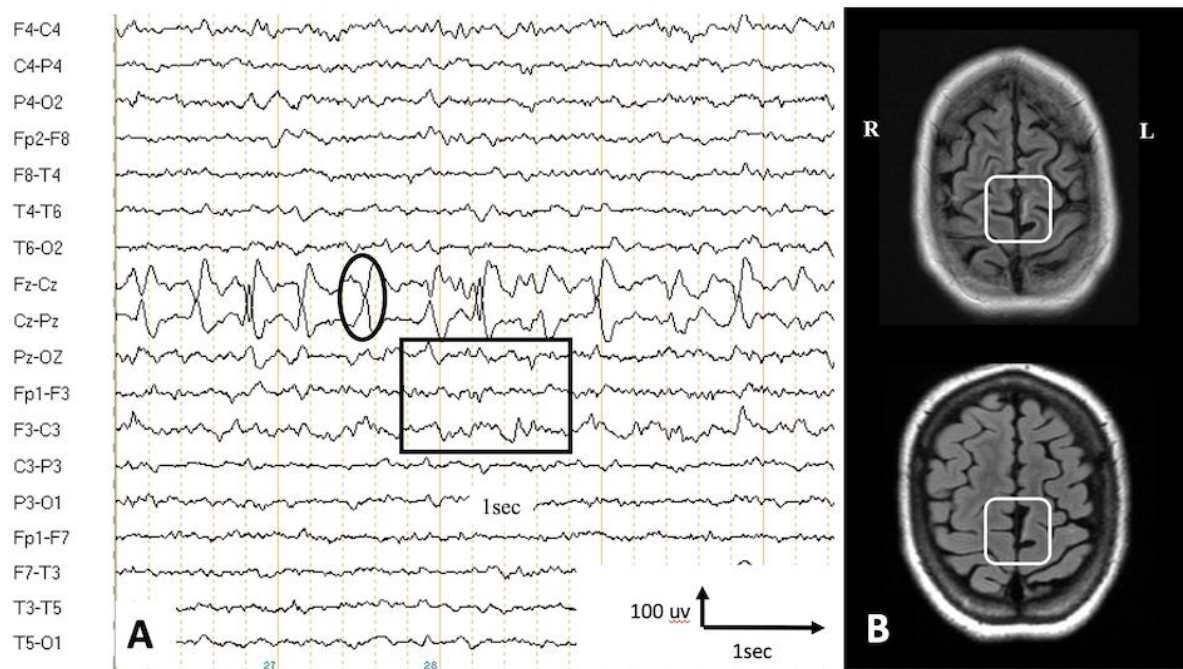 F4-C4
C4-P4
P4-O2
Fp2-F8
F8-T4
T4-T6
T6-O2
Fz-Cz
Cz-Pz
Pz-OZ
Fp1-F3
F3-C3
C3-P3
P3-O1
1sec
Fp1-F7
F7-T3
T3-T5
T5-O1
A
27
28
100 uv
1sec
R
L
B